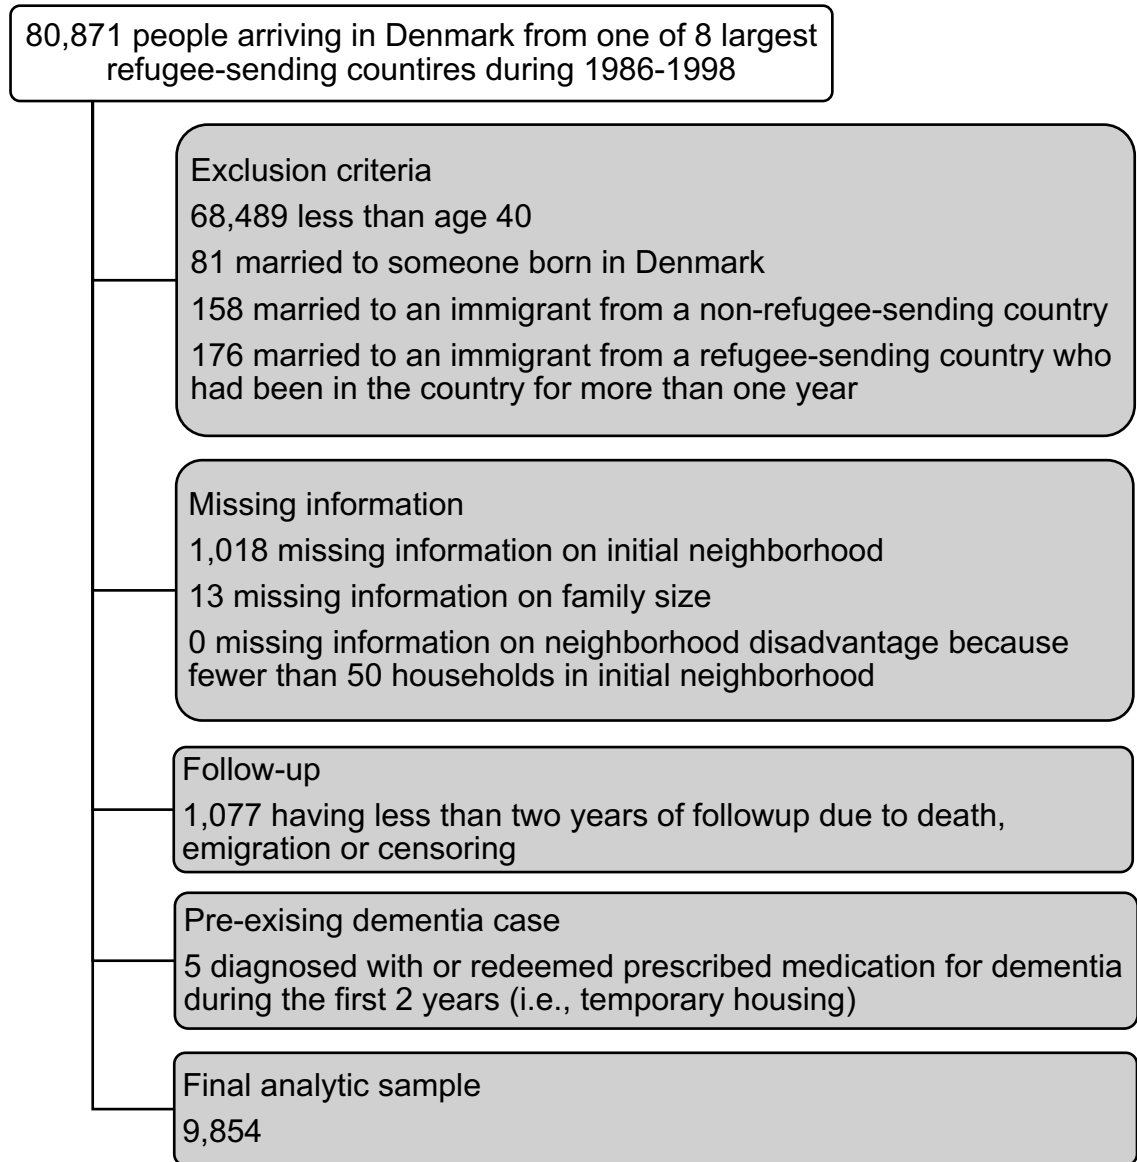 80,871 people arriving in Denmark from one of 8 largest
refugee-sending countires during 1986-1998
Exclusion criteria
68,489 less than age 40
81 married to someone born in Denmark
158 married to an immigrant from a non-refugee-sending country
176 married to an immigrant from a refugee-sending country who
had been in the country for more than one year
Missing information
1,018 missing information on initial neighborhood
13 missing information on family size
0 missing information on neighborhood disadvantage because
fewer than 50 households in initial neighborhood
Follow-up
1,077 having less than two years of followup due to death,
emigration or censoring
Pre-exising dementia case
5 diagnosed with or redeemed prescribed medication for dementia
during the first 2 years (i.e., temporary housing)
Final analytic sample
9,854